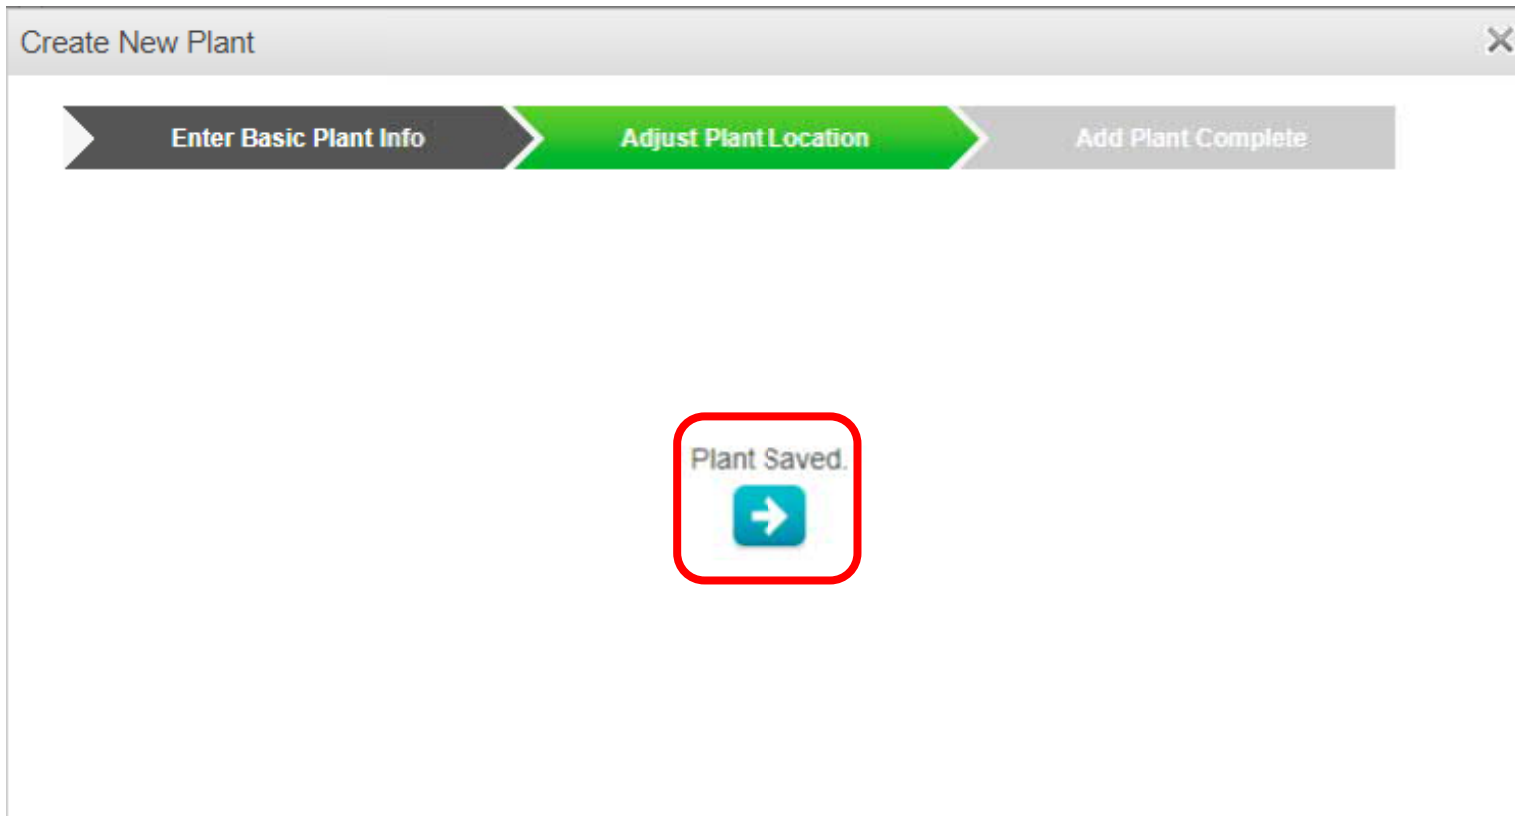 Create New Plant
Enter Basic Plant Info
Adjust Plant Location
Add Plant Complete
Plant Saved.